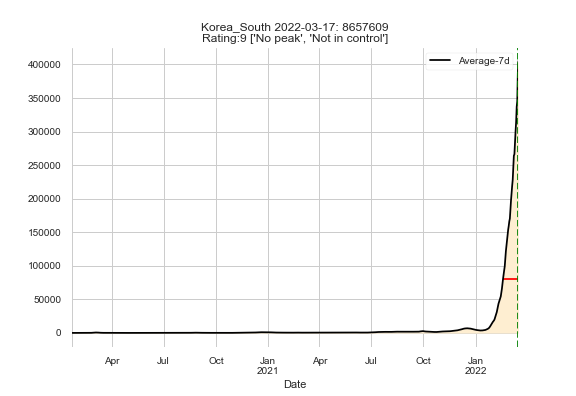 Korea_South 2022-03-17: 8657609
Rating:9 ['No peak', 'Not in control']
Average-7d
400000
350000
300000
250000
200000
150000
100000
50000
0
Apr Jul Oct Jan Apr Jul Oct Jan
2021 2022
Date